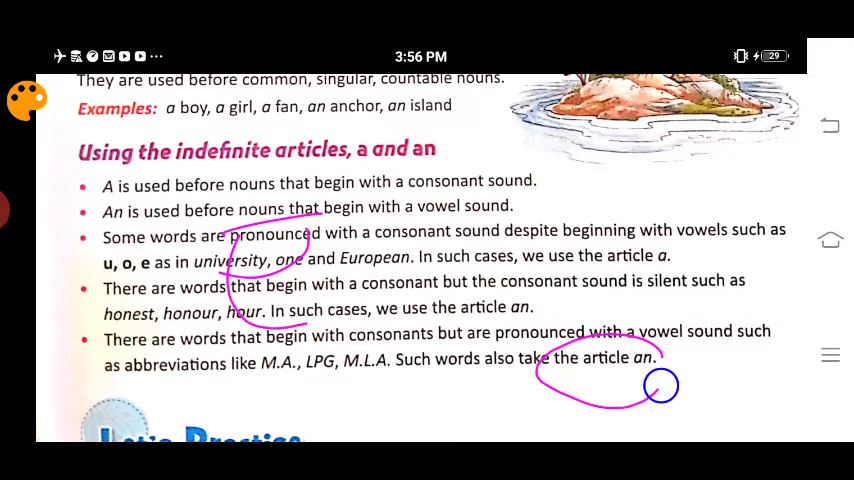 3:56 PM
29
They are used before common, singular, countable nouns.
Examples: a boy, a girl, a fan, an anchor, an island
Using the indefinite articles, a and an
• A is used before nouns that begin with a consonant sound.
• An is used before nouns that begin with a vowel sound.
• Some words are pronounced with a consonant sound despite beginning with vowels such as
u, o, e as in university, one and European. In such cases, we use the article a.
• There are words that begin with a consonant but the consonant sound is silent such as
honest, honour, hour. In such cases, we use the article an.
• There are words that begin with consonants but are pronounced with a vowel sound such
as abbreviations like M.A., LPG, M.L.A. Such words also take the article an.
Let's Practice